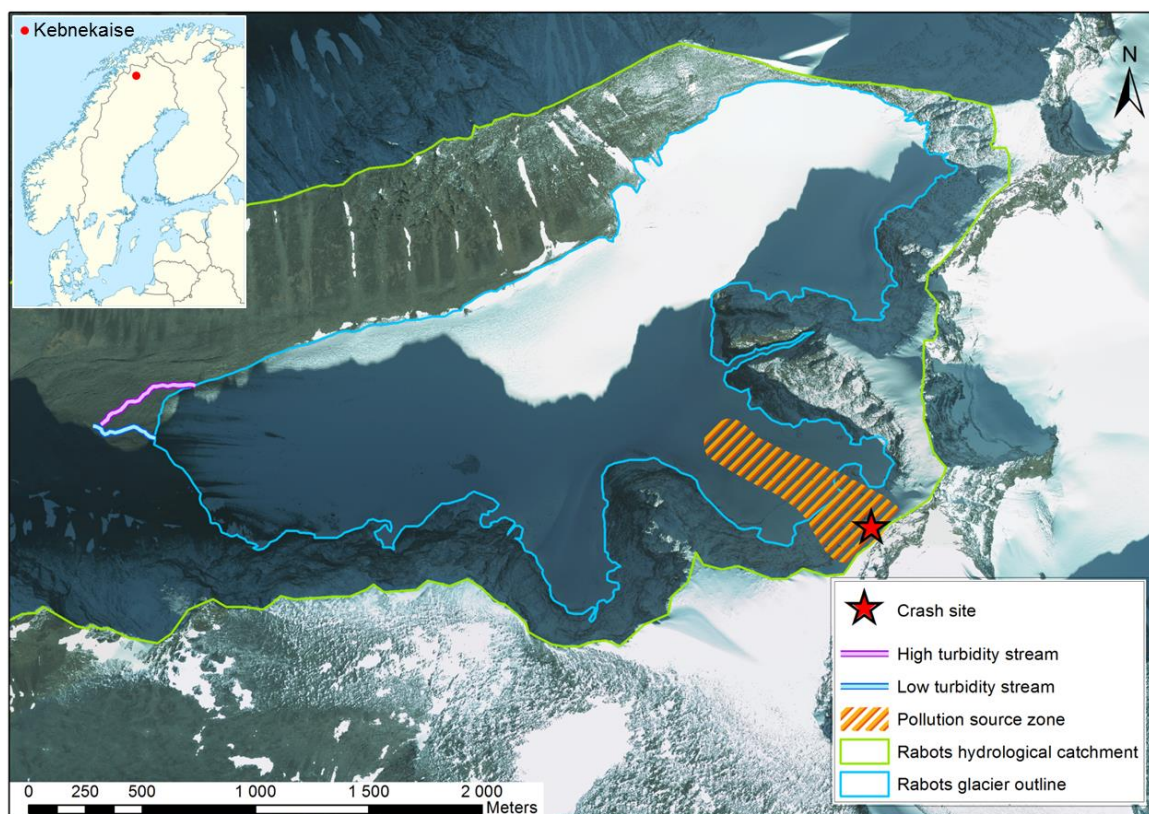 Kebnekaise
N
Crash site
High turbidity stream
Low turbidity stream
Pollution source zone
Rabots hydrological catchment
Rabots glacier outline
0 250 500 1 000 1 500 2 000
Meters